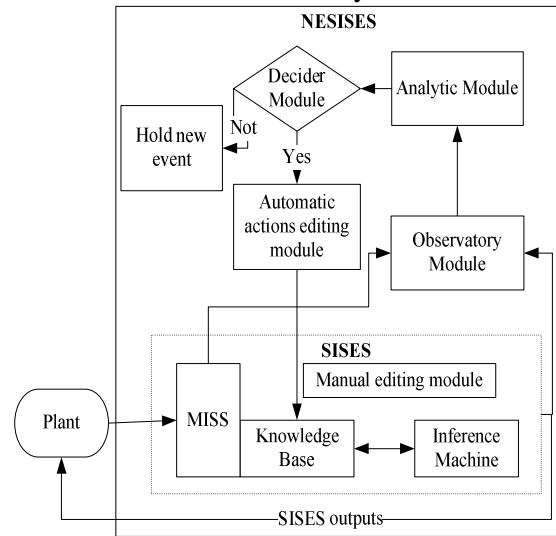 NESISES
Decider
Module
Analytic Module
Not
Hold new
event
Yes
Automatic
actions editing
module
Observatory
Module
SISES
Manual editing module
Plant
MISS
Knowledge
Base
Inference
Machine
SISES outputs